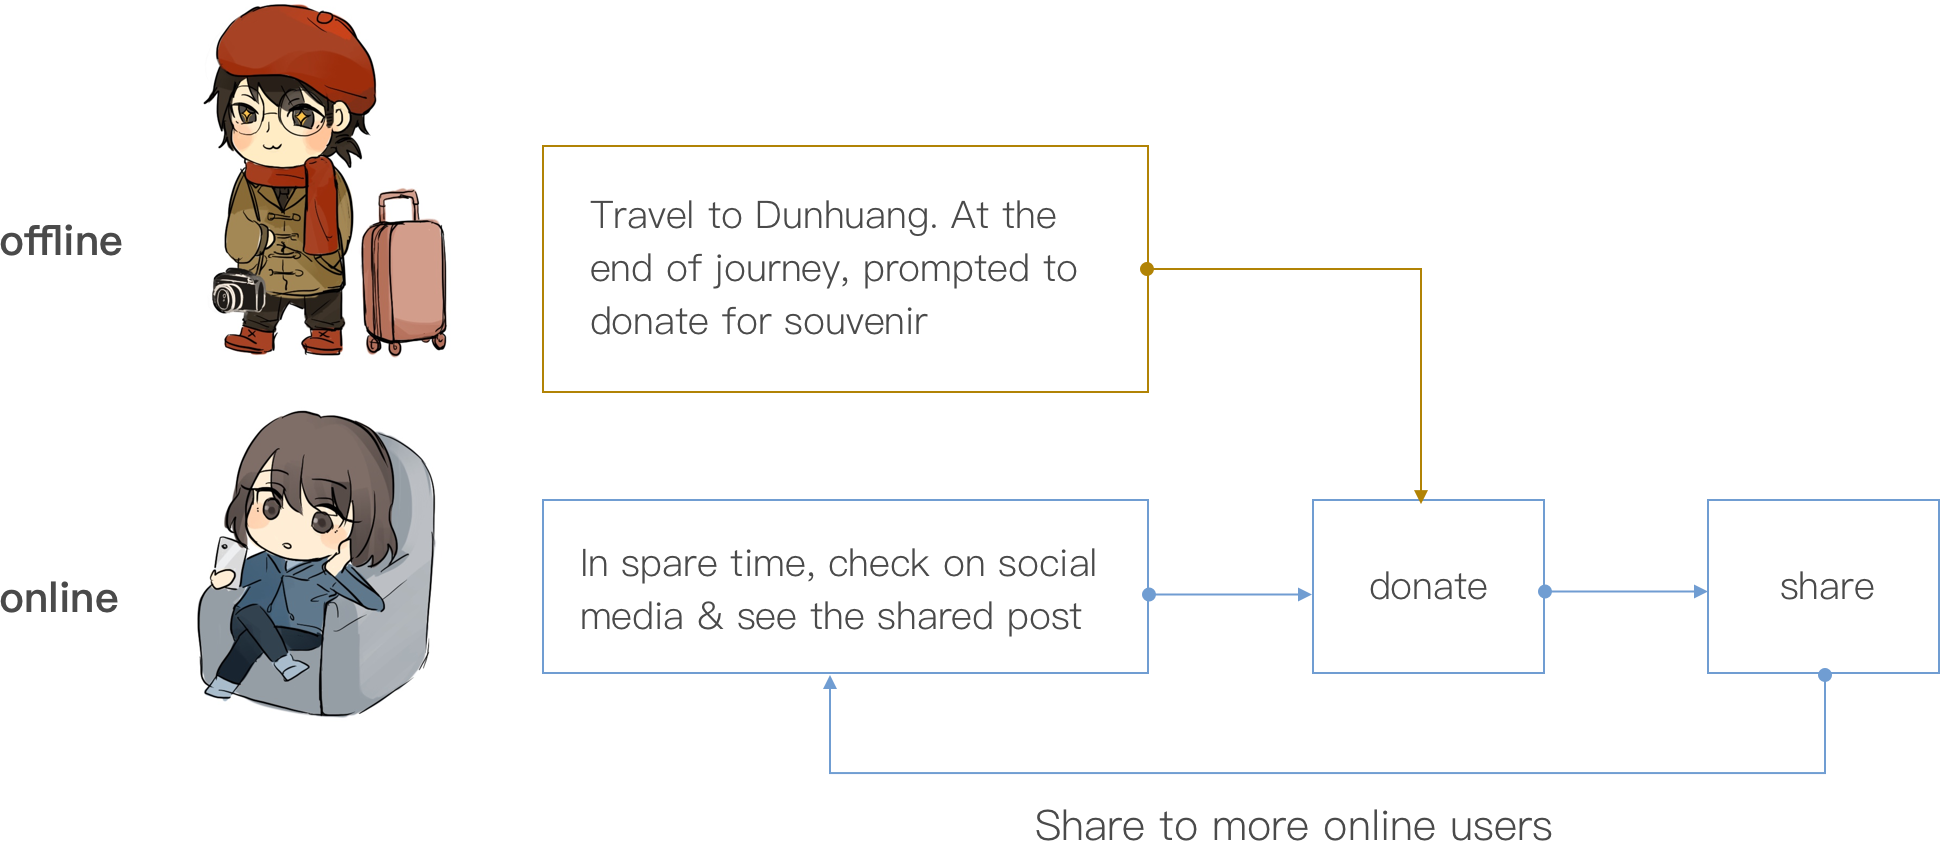 offline
Travel to Dunhuang. At the
end of journey, prompted to
donate for souvenir
online
In spare time, check on social
media & see the shared post
donate
share
Share to more online users